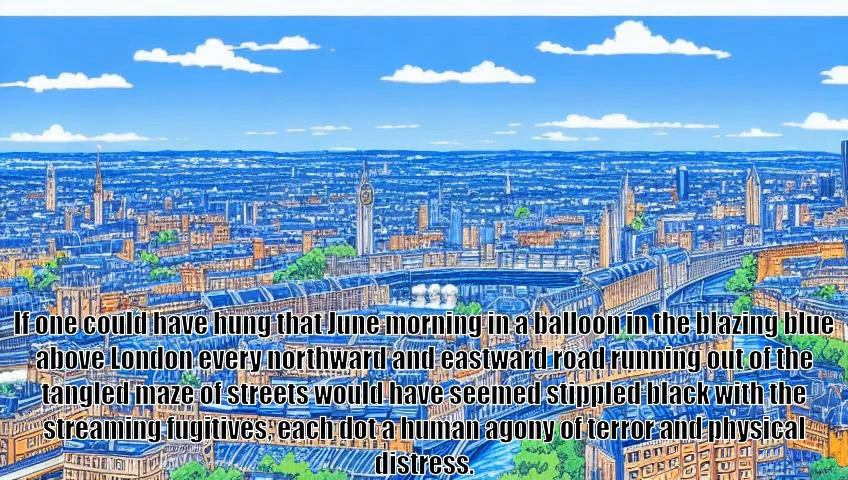 If one could have hung that June morning in a balloon in the blazing blue
above London every northward and eastward road running out of the
tangled maze of streets would have seemed stippled black with the
streaming fugitives, each dot a human agony of terror and physical
distress.